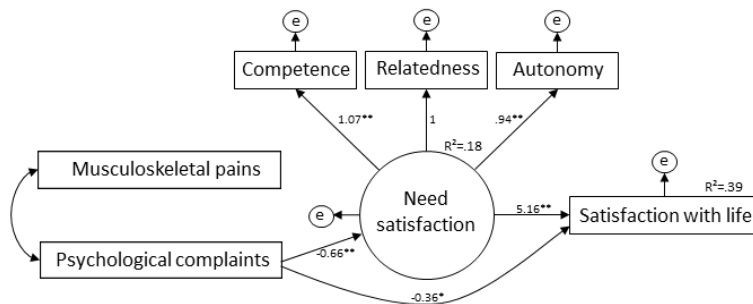 e e e
Competence Relatedness Autonomy
1.07** 1 .94**
R²=.18
Musculoskeletal pains
Need
satisfaction
e
e
R²=.39
5.16**
Satisfaction with life
Psychological complaints
-0.66**
-0.36*